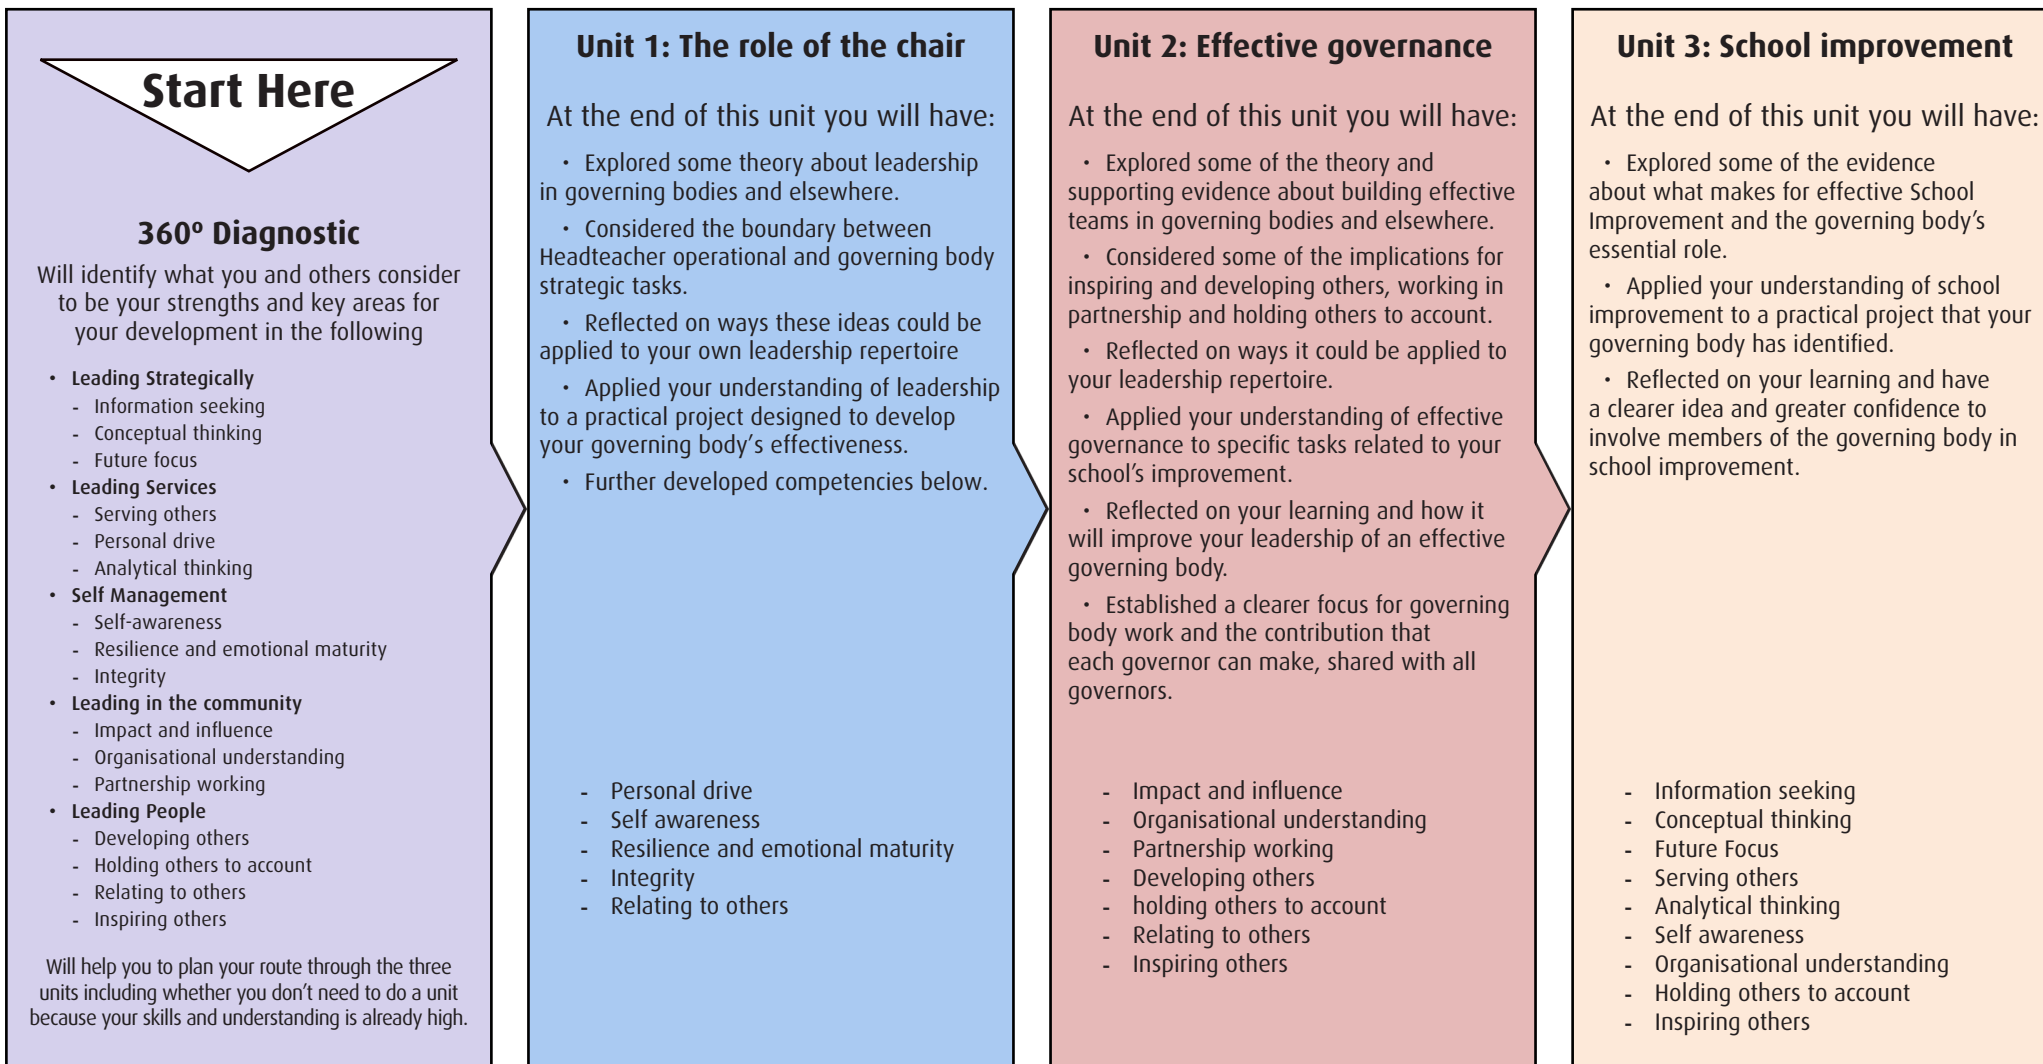 Start Here
360º Diagnostic
Will identify what you and others consider
to be your strengths and key areas for
your development in the following
• Leading Strategically
- Information seeking
- Conceptual thinking
- Future focus
• Leading Services
- Serving others
- Personal drive
- Analytical thinking
• Self Management
- Self-awareness
- Resilience and emotional maturity
- Integrity
• Leading in the community
- Impact and influence
- Organisational understanding
- Partnership working
• Leading People
- Developing others
- Holding others to account
- Relating to others
- Inspiring others
Will help you to plan your route through the three
units including whether you don’t need to do a unit
because your skills and understanding is already high.
Unit 1: The role of the chair
At the end of this unit you will have:
• Explored some theory about leadership
in governing bodies and elsewhere.
• Considered the boundary between
Headteacher operational and governing body
strategic tasks.
• Reflected on ways these ideas could be
applied to your own leadership repertoire
• Applied your understanding of leadership
to a practical project designed to develop
your governing body’s effectiveness.
• Further developed competencies below.
- Personal drive
- Self awareness
- Resilience and emotional maturity
- Integrity
- Relating to others
Unit 2: Effective governance
At the end of this unit you will have:
• Explored some of the theory and
supporting evidence about building effective
teams in governing bodies and elsewhere.
• Considered some of the implications for
inspiring and developing others, working in
partnership and holding others to account.
• Reflected on ways it could be applied to
your leadership repertoire.
• Applied your understanding of effective
governance to specific tasks related to your
school’s improvement.
• Reflected on your learning and how it
will improve your leadership of an effective
governing body.
• Established a clearer focus for governing
body work and the contribution that
each governor can make, shared with all
governors.
- Impact and influence
- Organisational understanding
- Partnership working
- Developing others
- holding others to account
- Relating to others
- Inspiring others
Unit 3: School improvement
At the end of this unit you will have:
• Explored some of the evidence
about what makes for effective School
Improvement and the governing body’s
essential role.
• Applied your understanding of school
improvement to a practical project that your
governing body has identified.
• Reflected on your learning and have
a clearer idea and greater confidence to
involve members of the governing body in
school improvement.
- Information seeking
- Conceptual thinking
- Future Focus
- Serving others
- Analytical thinking
- Self awareness
- Organisational understanding
- Holding others to account
- Inspiring others